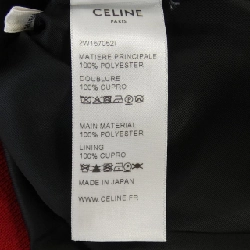 CELINE
PARIS
MATIÈRE PRINCIPALE
100% POLYESTER
DOUBLURE
100% CUPRO
MAIN MATERIAL
100% POLYESTER
LINING
100% CUPRO
MADE IN JAPAN
WWW.CELINE.FR